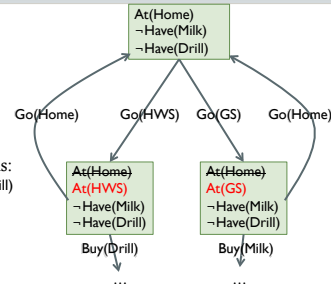 At(Home)
¬Have(Milk)
¬Have(Drill)
Go(Home) Go(HWS) Go(GS) Go(Home)
At(Home) At(Home)
At(HWS) At(GS)
¬Have(Milk) ¬Have(Milk)
¬Have(Drill) ¬Have(Drill)
Buy(Drill) Buy(Milk)
... ...